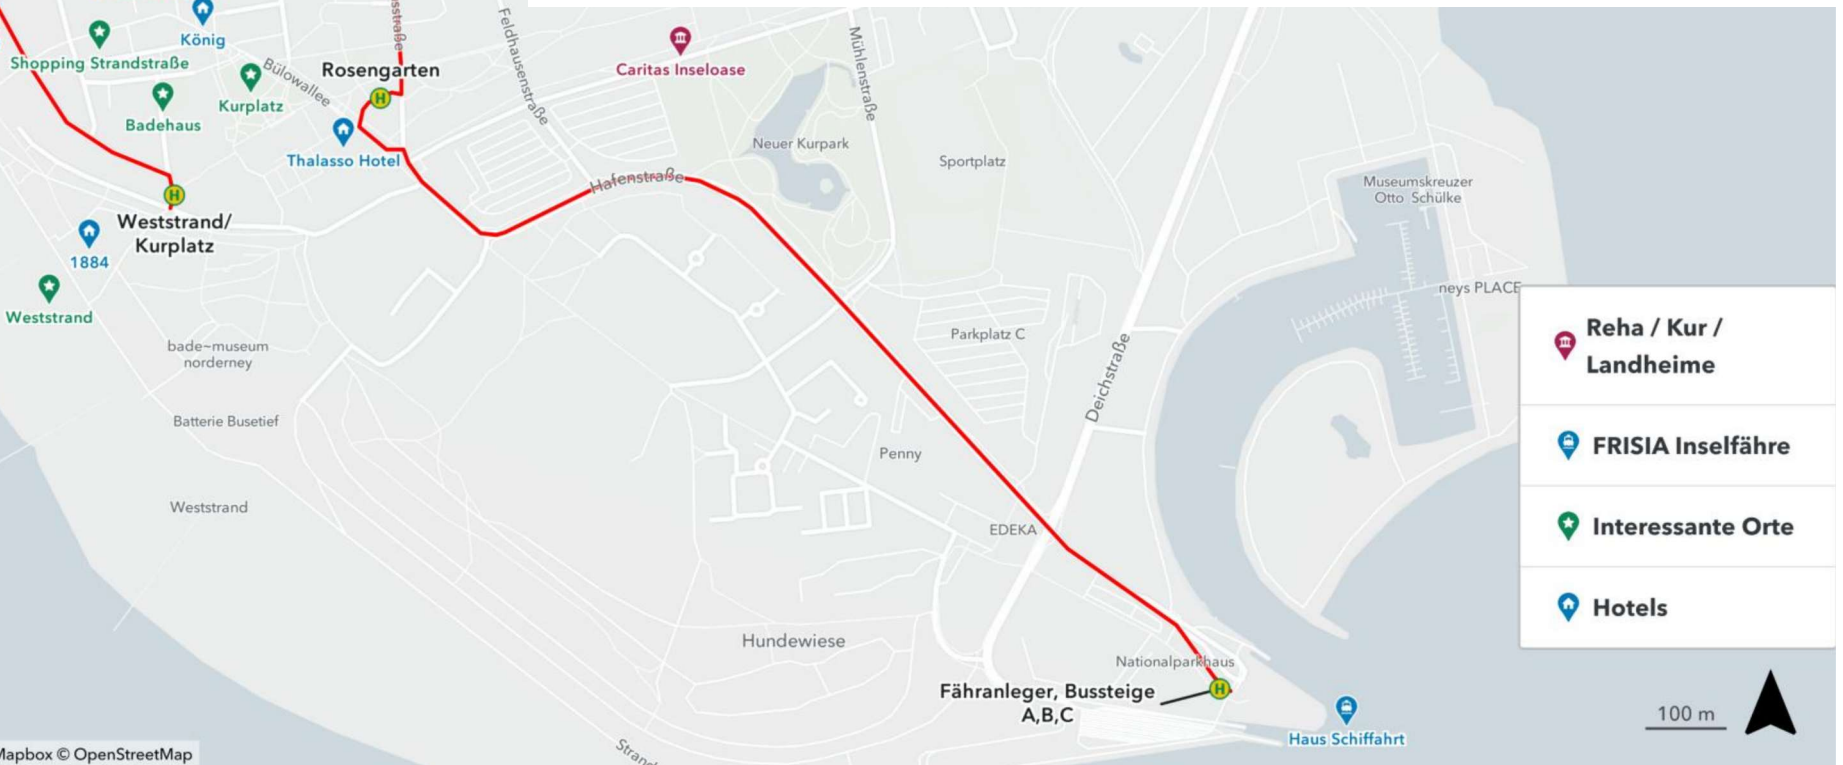 König
Shopping Strandstraße
Kurplatz
Badehaus
Bülowallee
Rosengarten
Thalasso Hotel
Feldhausenstraße
Caritas Inseloase
Mühlenstraße
Neuer Kurpark
Sportplatz
Hafenstraße
Museumskreuzer
Otto Schülke
Weststrand/
Kurplatz
1884
Weststrand
neys PLACE
bade~museum
norderney
Parkplatz C
Deichstraße
Batterie Busetief
Penny
Weststrand
EDEKA
Hundewiese
Nationalparkhaus
Fähranleger, Bussteige
A,B,C
Haus Schiffahrt
H
H
H
Reha / Kur /
Landheime
FRISIA Inselfähre
Interessante Orte
Hotels
100 m
Mapbox © OpenStreetMap